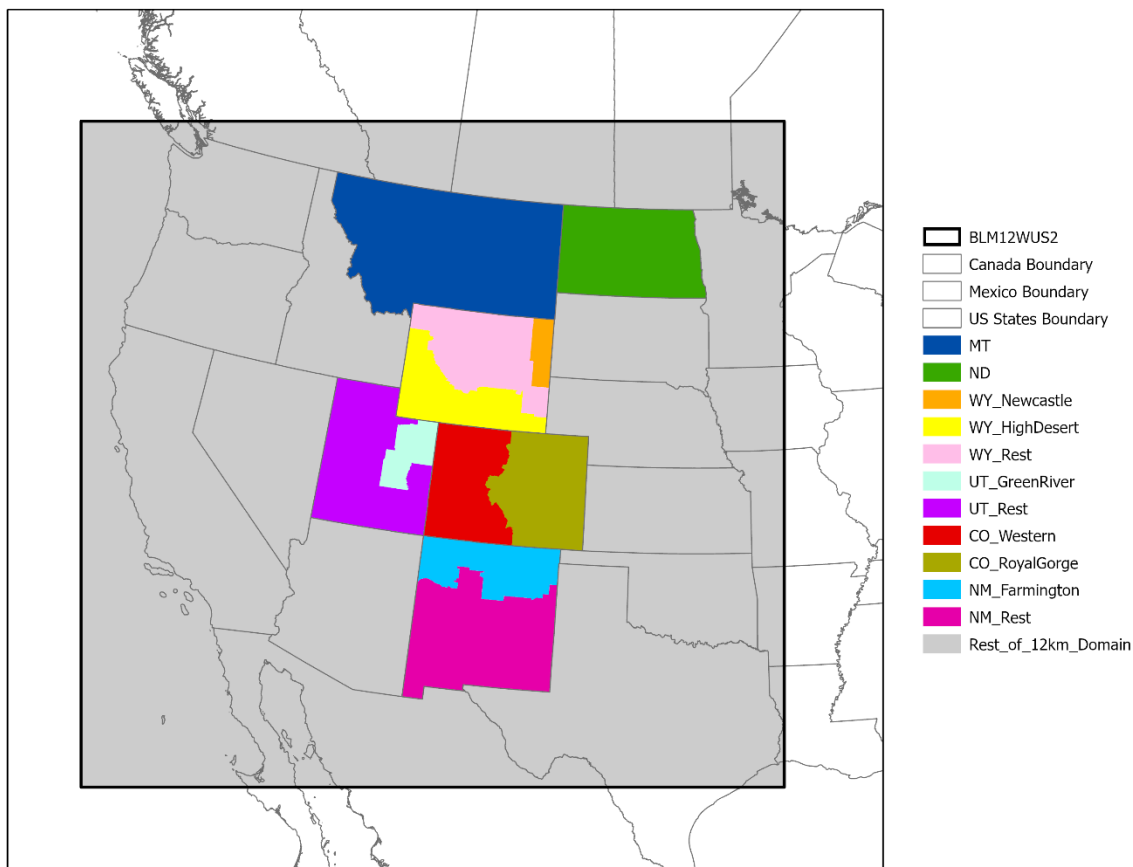 BLM12WUS2
Canada Boundary
Mexico Boundary
US States Boundary
MT
ND
WY_Newcastle
WY_HighDesert
WY_Rest
UT_GreenRiver
UT_Rest
CO_Western
CO_RoyalGorge
NM_Farmington
NM_Rest
Rest_of_12km_Domain